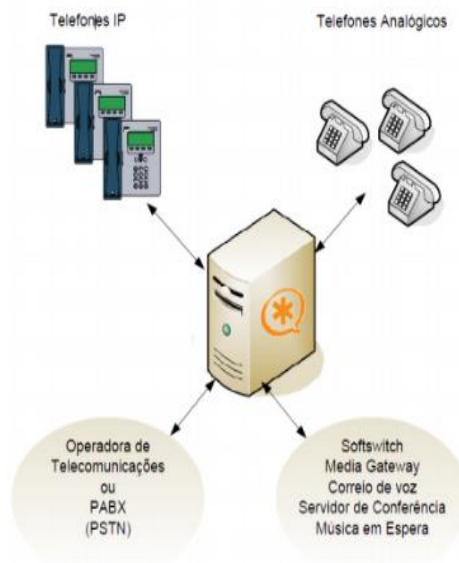 Telefones IP
Telefones Analógicos
Operadora de
Telecomunicações
ou
PABX
(PSTN)
Softswitch
Media Gateway
Correio de voz
Servidor de Conferência
Música em Espera